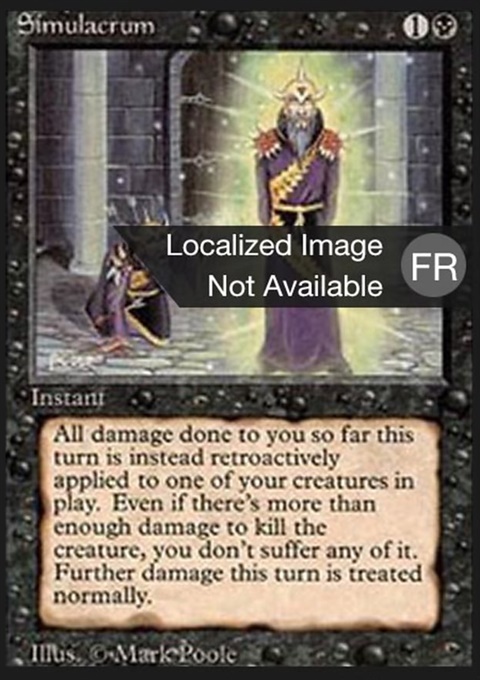 Simulacrum
1
Localized Image
Not Available
FR
Instant
All damage done to you so far this
turn is instead retroactively
applied to one of your creatures in
play. Even if there's more than
enough damage to kill the
creature, you don't suffer any of it.
Further damage this turn is treated
normally.
Illus. © Mark Poole